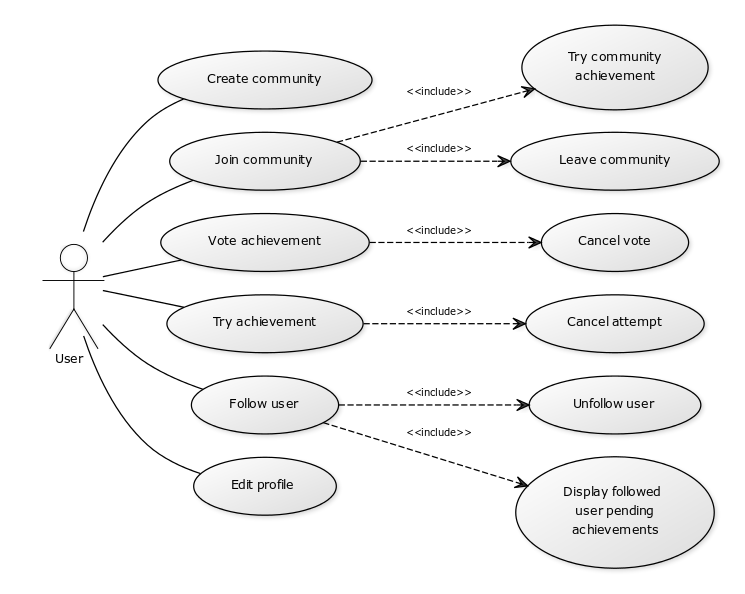 Create community
Try community
achievement
<<include>>
Join community
<<include>>
Leave community
Vote achievement
<<include>>
Cancel vote
Try achievement
<<include>>
Cancel attempt
User
Follow user
<<include>>
Unfollow user
<<include>>
Edit profile
Display followed
user pending
achievements